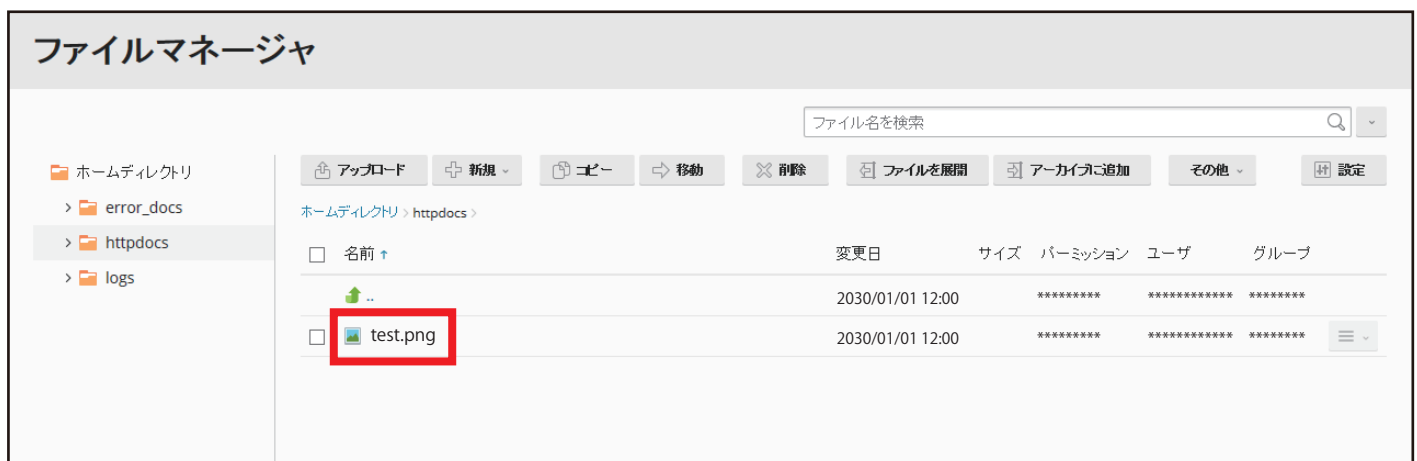 ファイルマネージャ
ファイル名を検索
ホームディレクトリ
error_docs
httpdocs
logs
アップロード 新規 コピー 移動 削除 ファイルを展開 アーカイブに追加 その他 設定
ホームディレクトリ > httpdocs >
名前 ↑ 変更日 サイズ パーミッション ユーザ グループ
.. 2030/01/01 12:00 ********* ************ ********
test.png 2030/01/01 12:00 ********* ************ ********